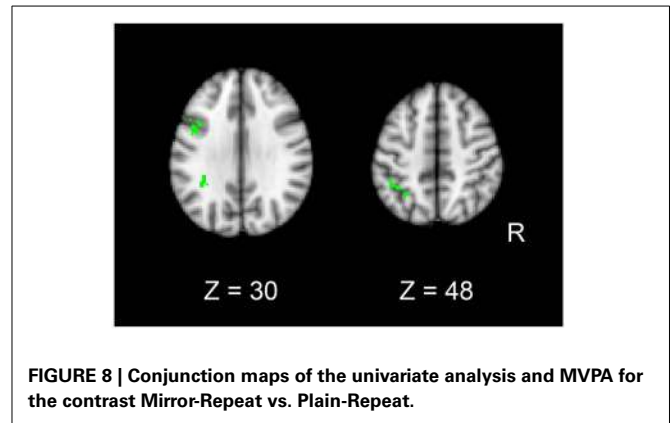 R
Z = 30 Z = 48
FIGURE 8 | Conjunction maps of the univariate analysis and MVPA for
the contrast Mirror-Repeat vs. Plain-Repeat.